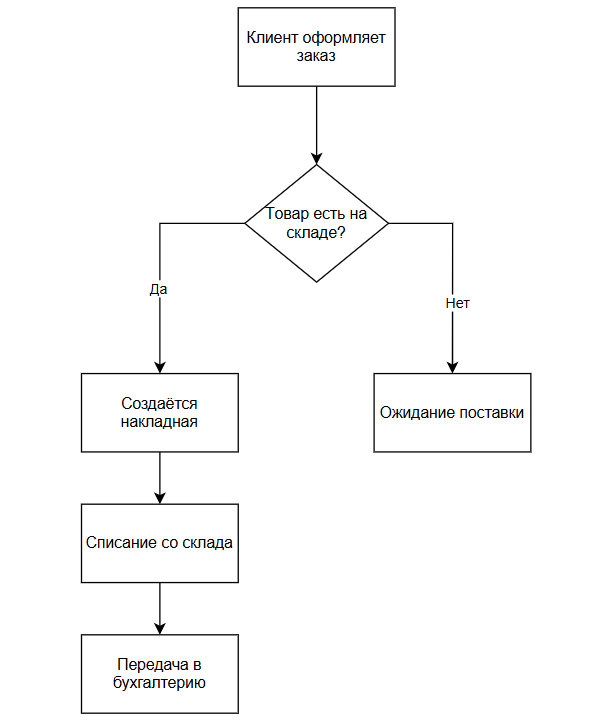 Клиент оформляет
заказ
Товар есть на
складе?
Да
Нет
Создаётся
накладная
Ожидание поставки
Списание со склада
Передача в
бухгалтерию